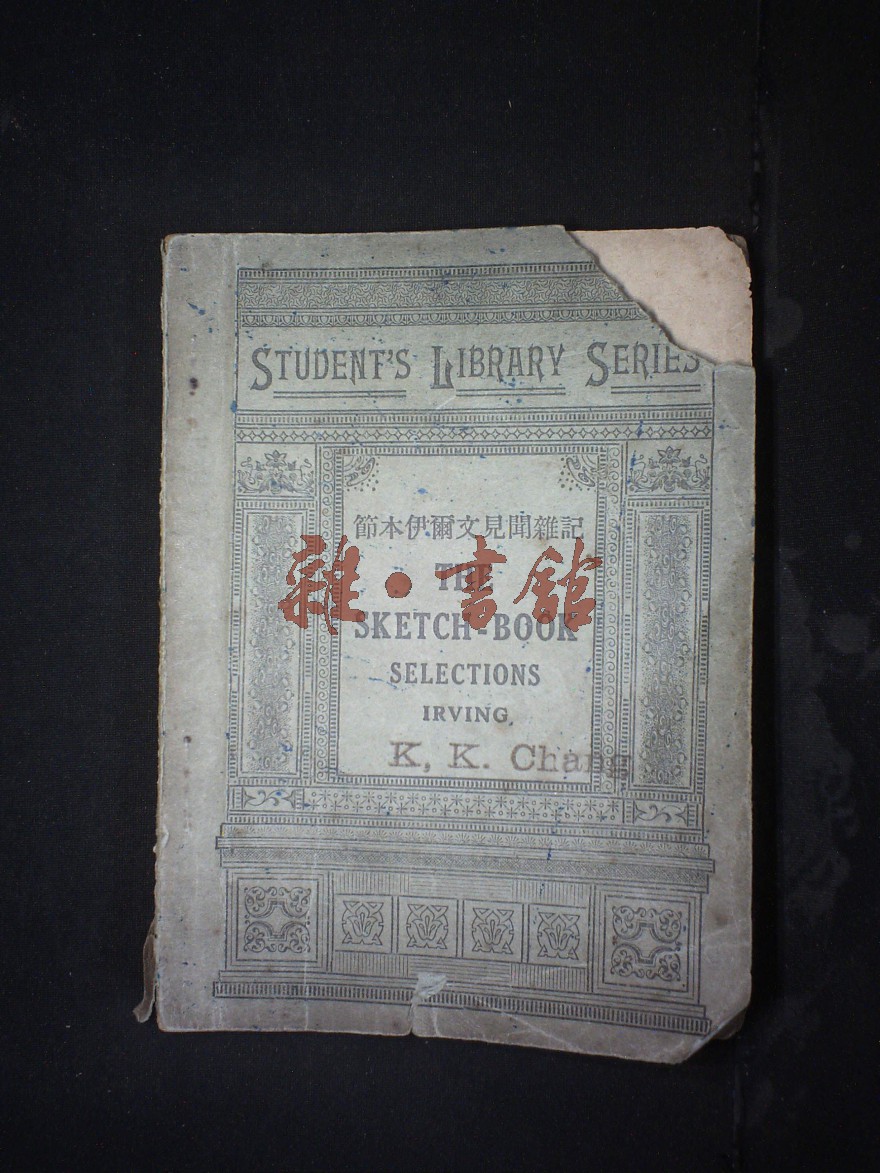 STUDENT'S LIBRARY SERIES
節本伊爾文見聞雜記
THE
雜·書館
SKETCH-BOOK
SELECTIONS
IRVING.
K, K. Chang